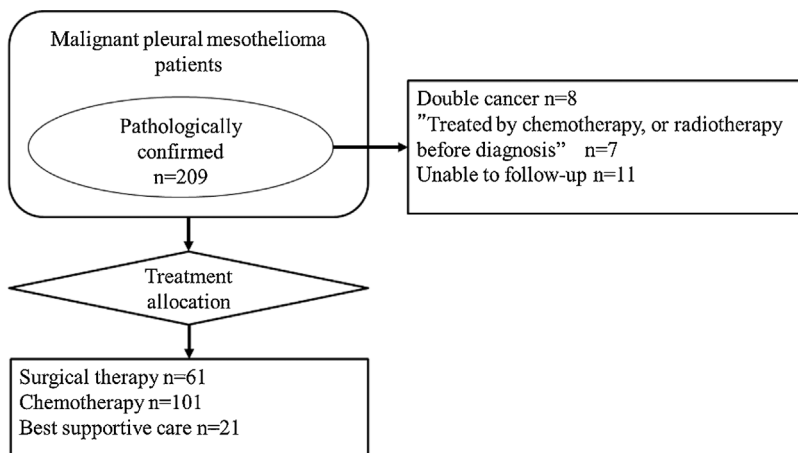 Malignant pleural mesothelioma
patients
Pathologically
confirmed
n=209
Double cancer n=8
”Treated by chemotherapy, or radiotherapy
before diagnosis” n=7
Unable to follow-up n=11
Treatment
allocation
Surgical therapy n=61
Chemotherapy n=101
Best supportive care n=21